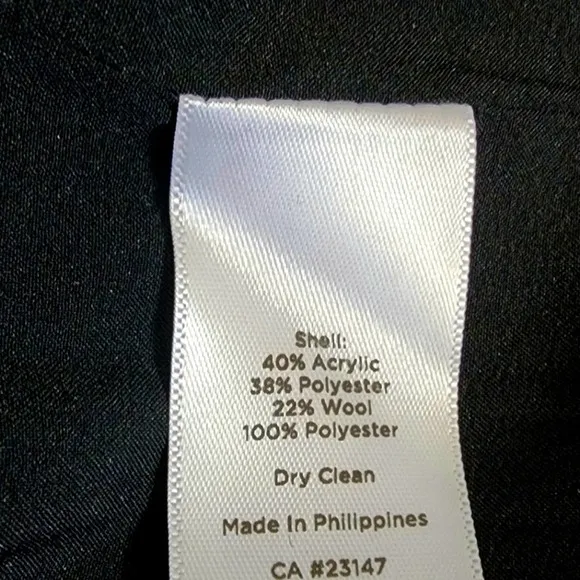 Shell:
40% Acrylic
38% Polyester
22% Wool
100% Polyester
Dry Clean
Made In Philippines
CA #23147